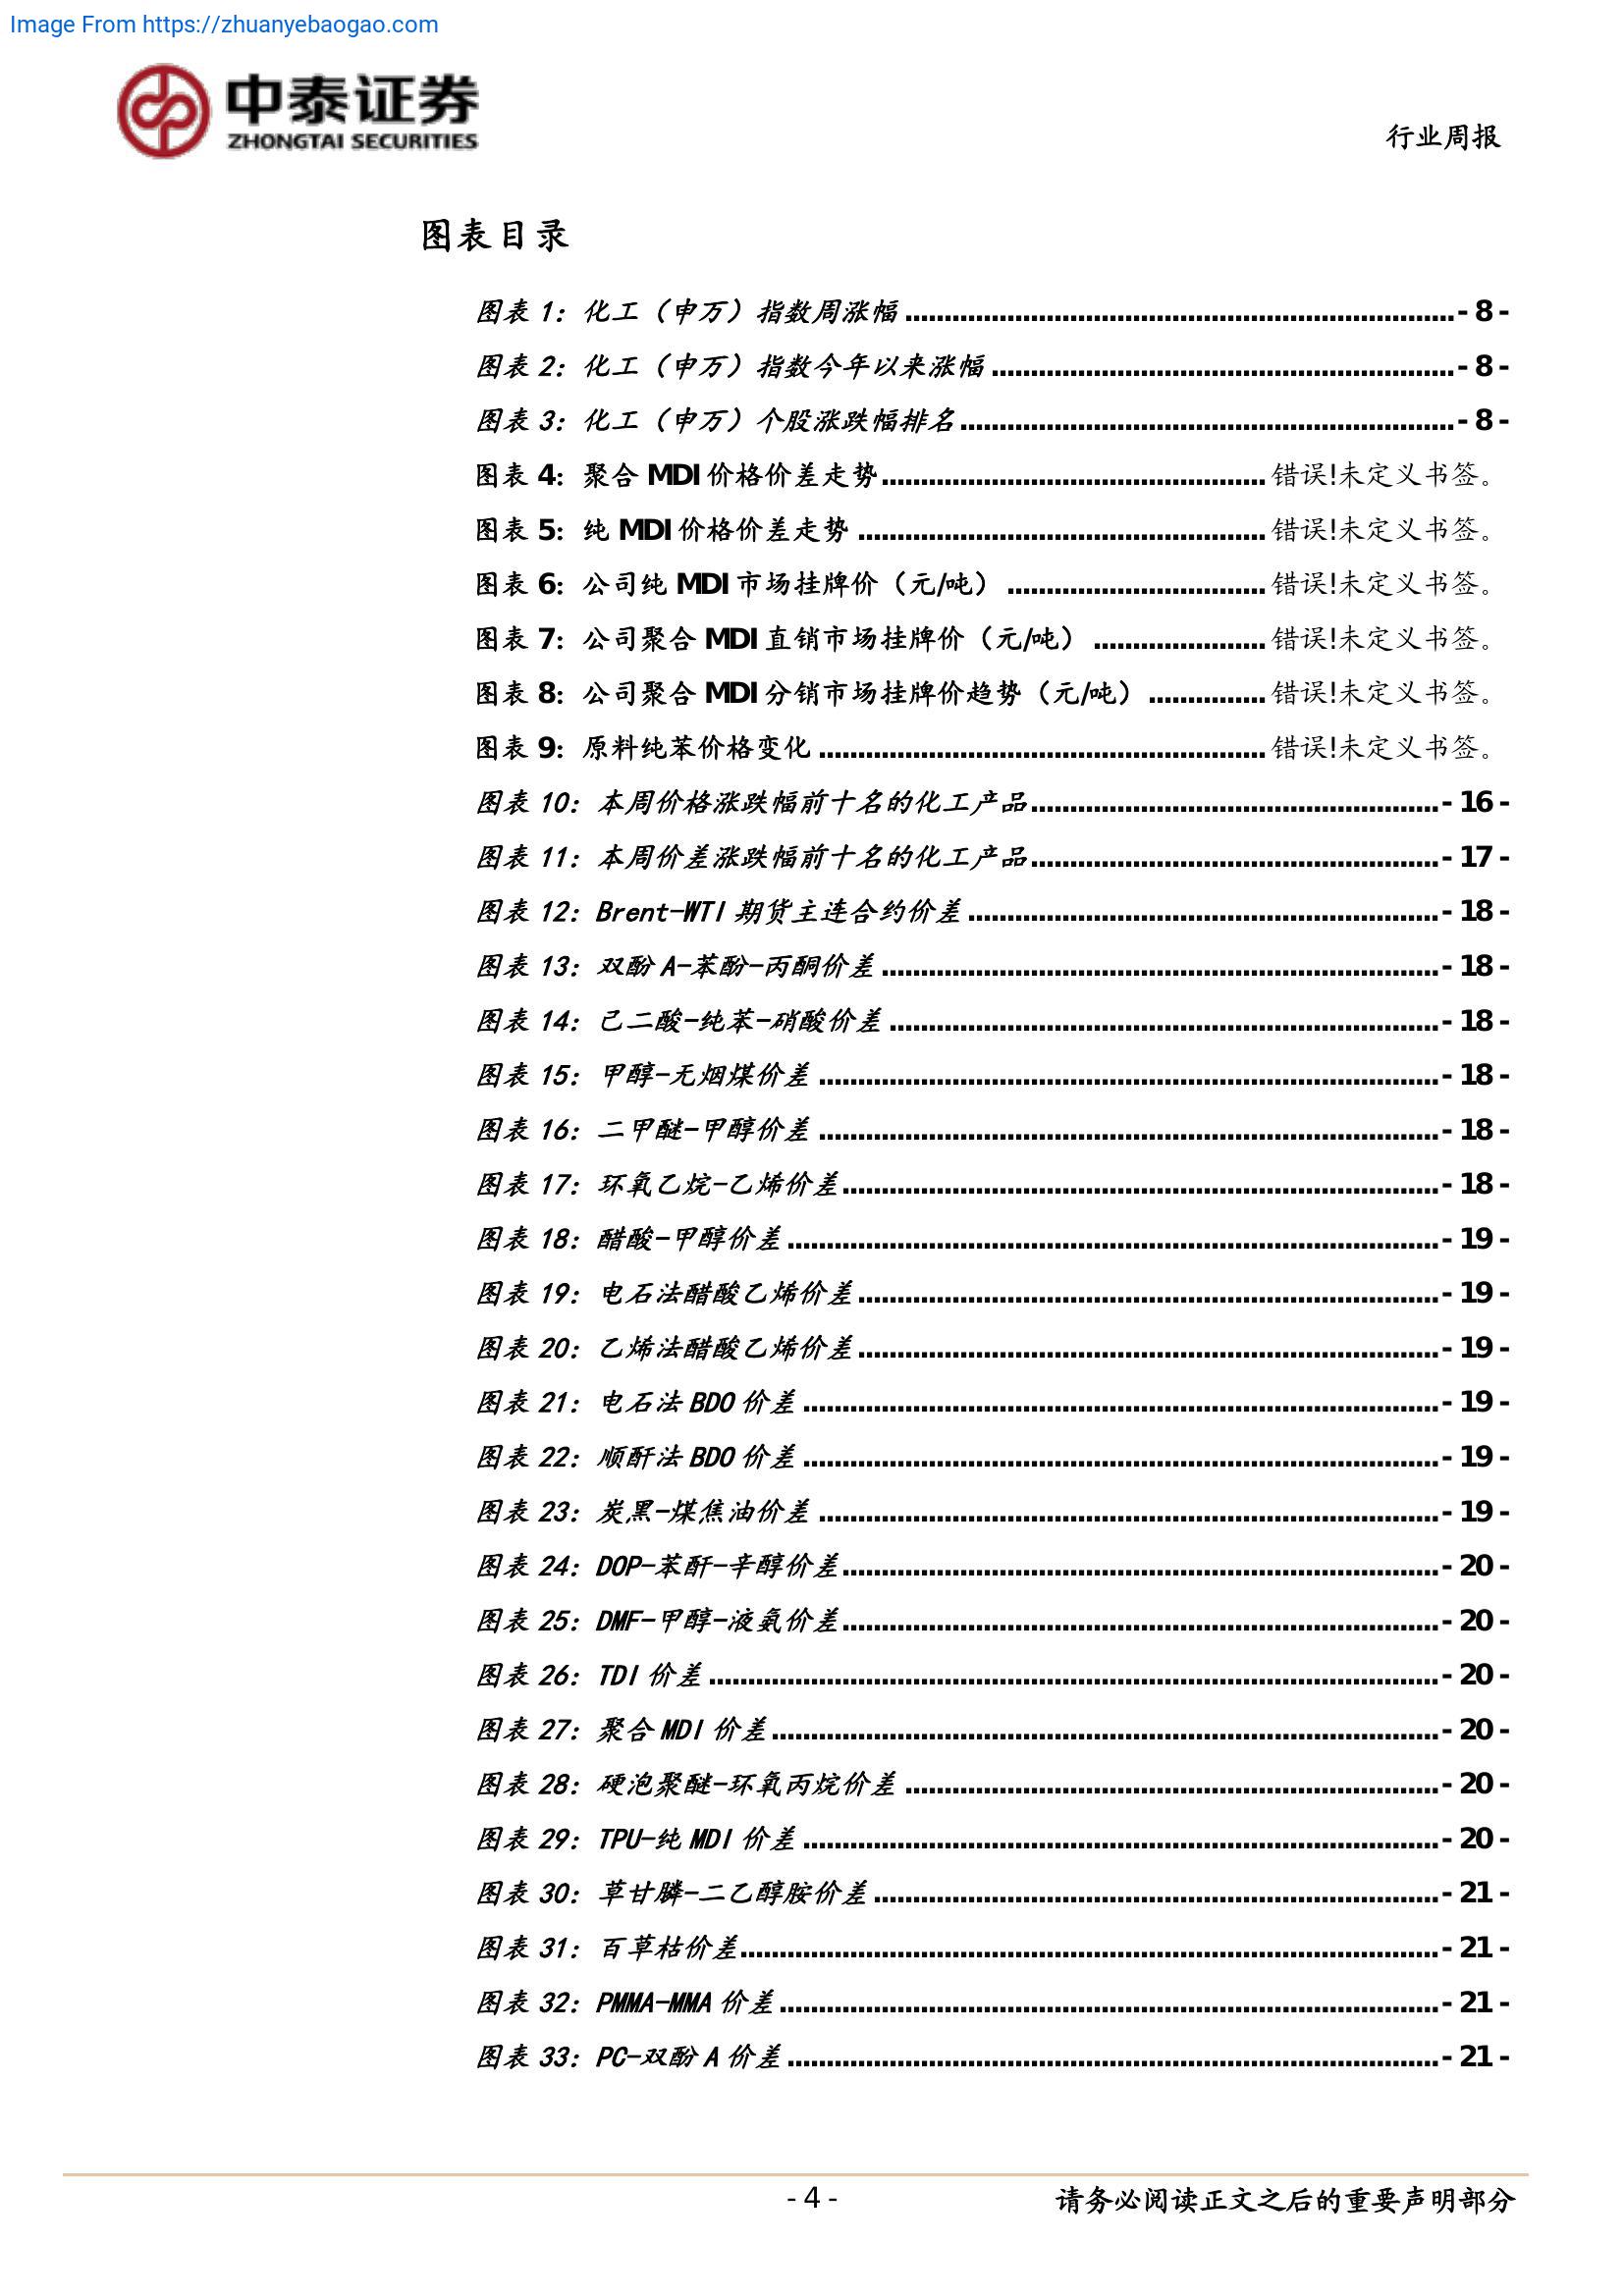 Image From https://zhuanyebaogao.com
中泰证券
ZHONGTAI SECURITIES
行业周报
图表目录
图表 1：化工（申万）指数周涨幅.....- 8 -
图表 2：化工（申万）指数今年以来涨幅.....- 8 -
图表 3：化工（申万）个股涨跌幅排名.....- 8 -
图表 4：聚合 MDI 价格价差走势.....错误!未定义书签。
图表 5：纯 MDI 价格价差走势.....错误!未定义书签。
图表 6：公司纯 MDI 市场挂牌价（元/吨）.....错误!未定义书签。
图表 7：公司聚合 MDI 直销市场挂牌价（元/吨）.....错误!未定义书签。
图表 8：公司聚合 MDI 分销市场挂牌价趋势（元/吨）.....错误!未定义书签。
图表 9：原料纯苯价格变化.....错误!未定义书签。
图表 10：本周价格涨跌幅前十名的化工产品.....- 16 -
图表 11：本周价差涨跌幅前十名的化工产品.....- 17 -
图表 12：Brent-WTI 期货主连合约价差.....- 18 -
图表 13：双酚 A-苯酚-丙酮价差.....- 18 -
图表 14：己二酸-纯苯-硝酸价差.....- 18 -
图表 15：甲醇-无烟煤价差.....- 18 -
图表 16：二甲醚-甲醇价差.....- 18 -
图表 17：环氧乙烷-乙烯价差.....- 18 -
图表 18：醋酸-甲醇价差.....- 19 -
图表 19：电石法醋酸乙烯价差.....- 19 -
图表 20：乙烯法醋酸乙烯价差.....- 19 -
图表 21：电石法 BDO 价差.....- 19 -
图表 22：顺酐法 BDO 价差.....- 19 -
图表 23：炭黑-煤焦油价差.....- 19 -
图表 24：DOP-苯酐-辛醇价差.....- 20 -
图表 25：DMF-甲醇-液氨价差.....- 20 -
图表 26：TDI 价差.....- 20 -
图表 27：聚合 MDI 价差.....- 20 -
图表 28：硬泡聚醚-环氧丙烷价差.....- 20 -
图表 29：TPU-纯 MDI 价差.....- 20 -
图表 30：草甘膦-二乙醇胺价差.....- 21 -
图表 31：百草枯价差.....- 21 -
图表 32：PMMA-MMA 价差.....- 21 -
图表 33：PC-双酚 A 价差.....- 21 -
- 4 -
请务必阅读正文之后的重要声明部分